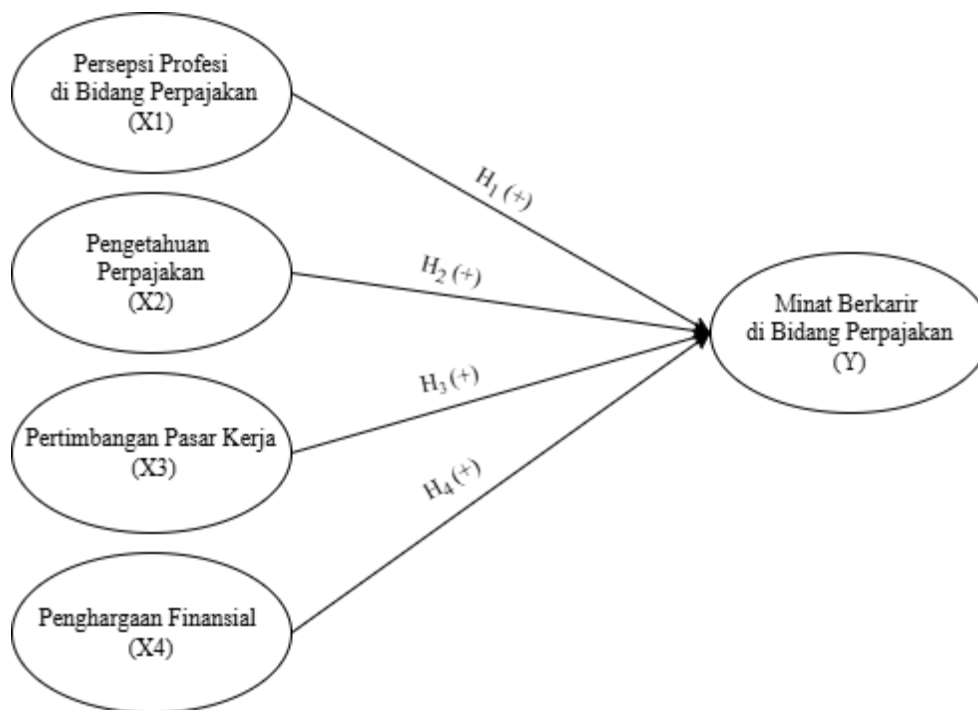 Persepsi Profesi
di Bidang Perpajakan
(X1)
H1 (+)
Pengetahuan
Perpajakan
(X2)
H2 (+)
Minat Berkarir
di Bidang Perpajakan
(Y)
H3 (+)
Pertimbangan Pasar Kerja
(X3)
H4 (+)
Penghargaan Finansial
(X4)